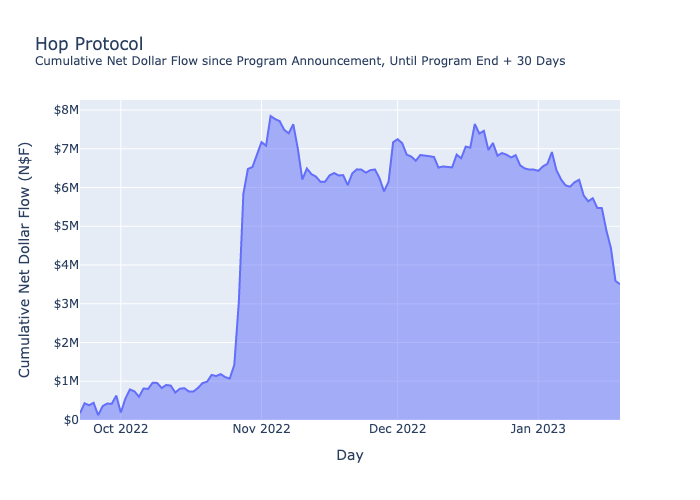 Hop Protocol
Cumulative Net Dollar Flow since Program Announcement, Until Program End + 30 Days
Cumulative Net Dollar Flow (N$F)
$8M
$7M
$6M
$5M
$4M
$3M
$2M
$1M
$0
Oct 2022
Nov 2022
Dec 2022
Jan 2023
Day